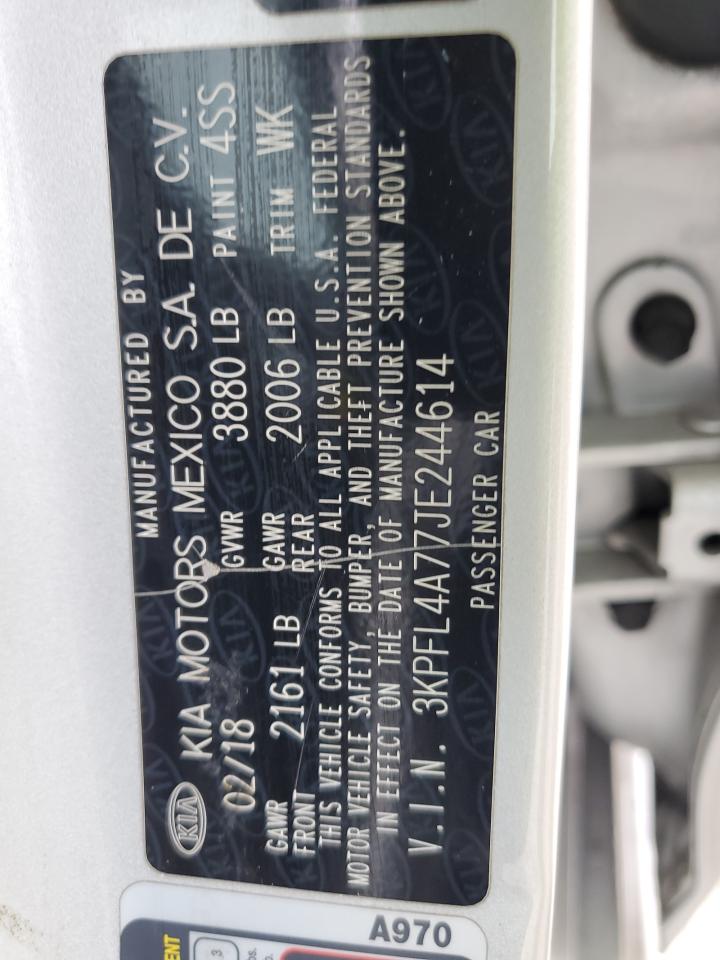 MANUFACTURED BY
KIA KIA MOTORS MEXICO S.A. DE C.V.
02/18 GVWR 3880 LB PAINT 4SS
GAWR FRONT 2161 LB GAWR REAR 2006 LB TRIM WK
THIS VEHICLE CONFORMS TO ALL APPLICABLE U.S.A. FEDERAL
MOTOR VEHICLE SAFETY, BUMPER, AND THEFT PREVENTION STANDARDS
IN EFFECT ON THE DATE OF MANUFACTURE SHOWN ABOVE.
V.I.N. 3KPFL4A77JE244614
PASSENGER CAR
A970
3